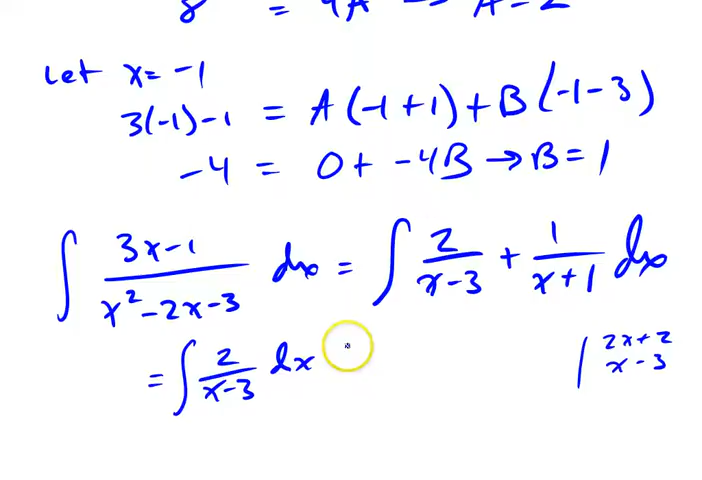 8 = 4A → A = 2
Let x = -1
3(-1) - 1 = A(-1+1) + B(-1-3)
-4 = 0 + -4B → B = 1
∫ (3x-1)/(x² - 2x - 3) dx = ∫ 2/(x-3) + 1/(x+1) dx
= ∫ 2/(x-3) dx
2x+2
x-3